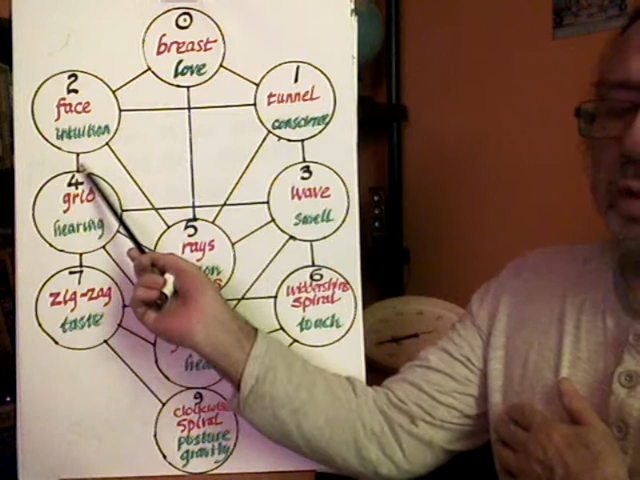 0
breast
love
1
tunnel
conscience
2
face
intuition
3
wave
smell
4
grid
hearing
5
rays
6
widdershins
spiral
touch
7
zig-zag
taste
9
clockwise
spiral
posture
gravity